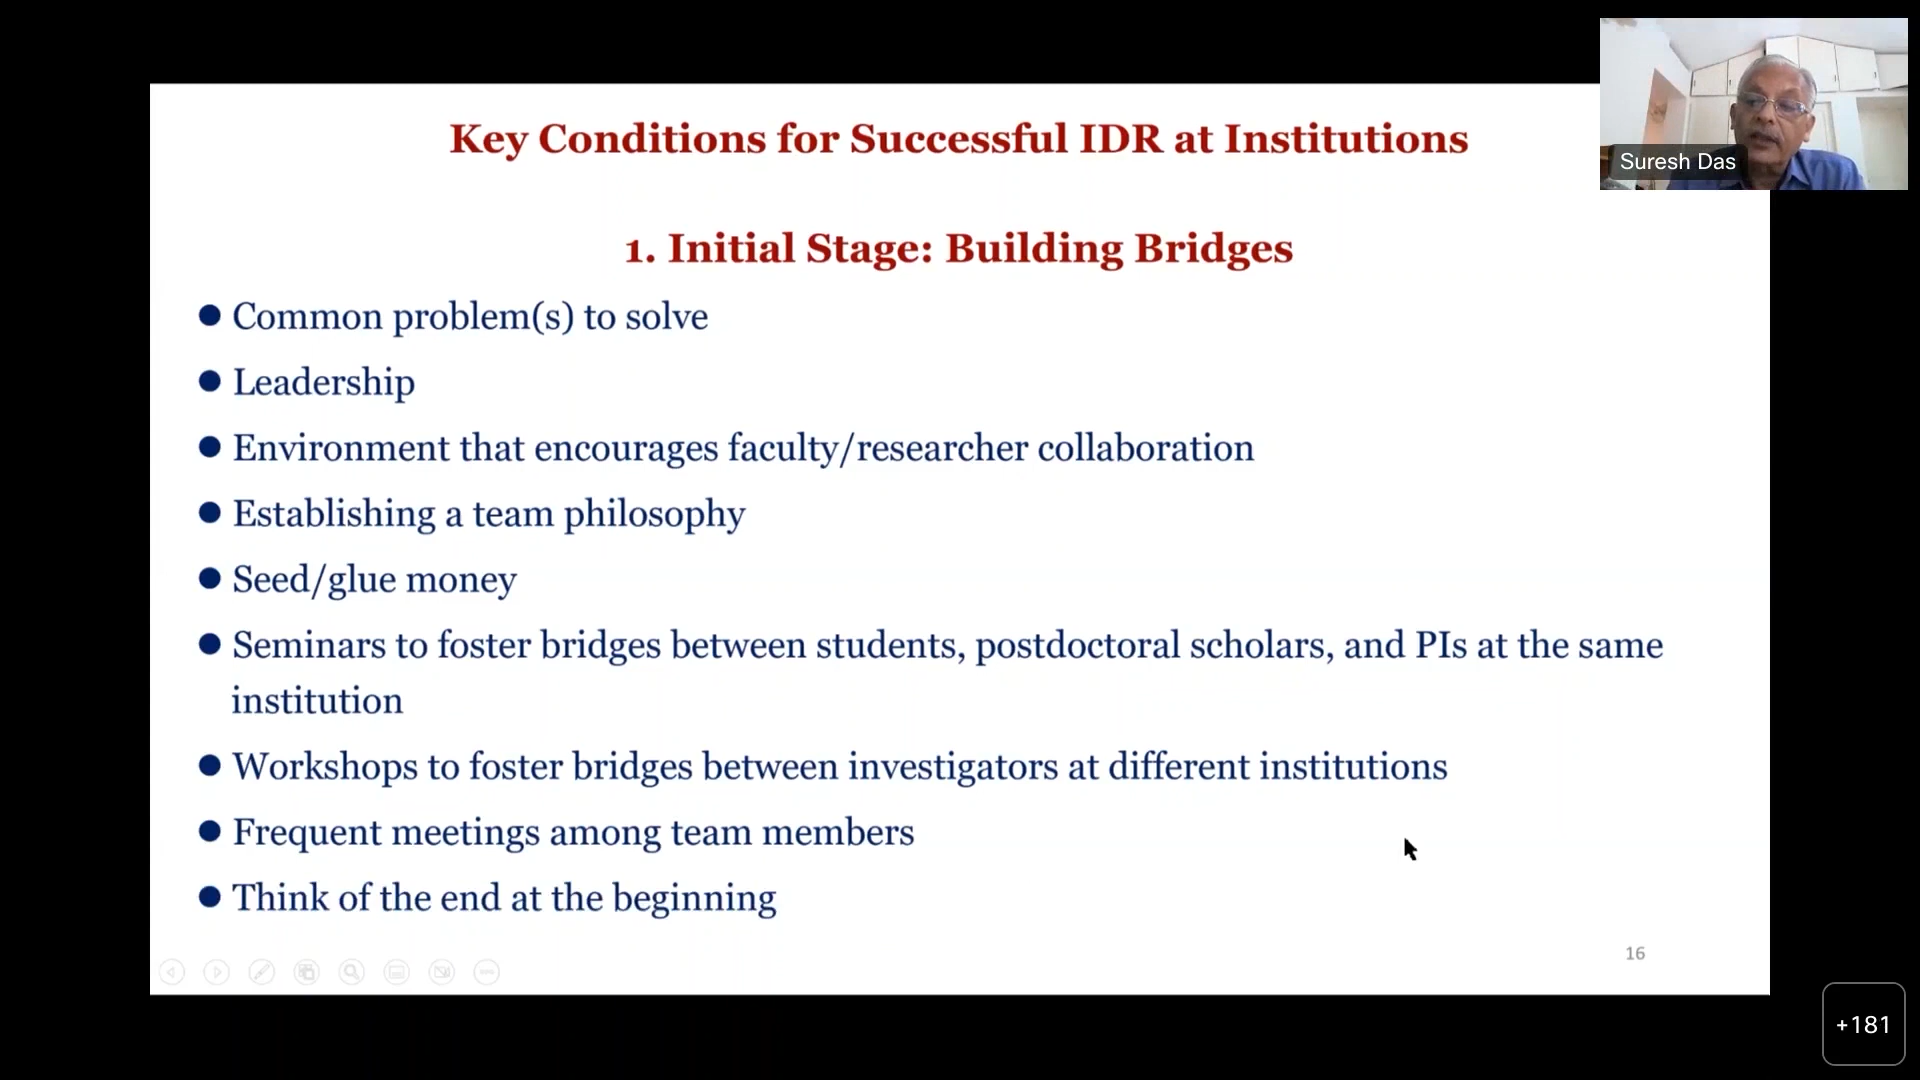 Key Conditions for Successful IDR at Institutions
Suresh Das
1. Initial Stage: Building Bridges
● Common problem(s) to solve
● Leadership
● Environment that encourages faculty/researcher collaboration
● Establishing a team philosophy
● Seed/glue money
● Seminars to foster bridges between students, postdoctoral scholars, and PIs at the same
institution
● Workshops to foster bridges between investigators at different institutions
● Frequent meetings among team members
● Think of the end at the beginning
16
+181